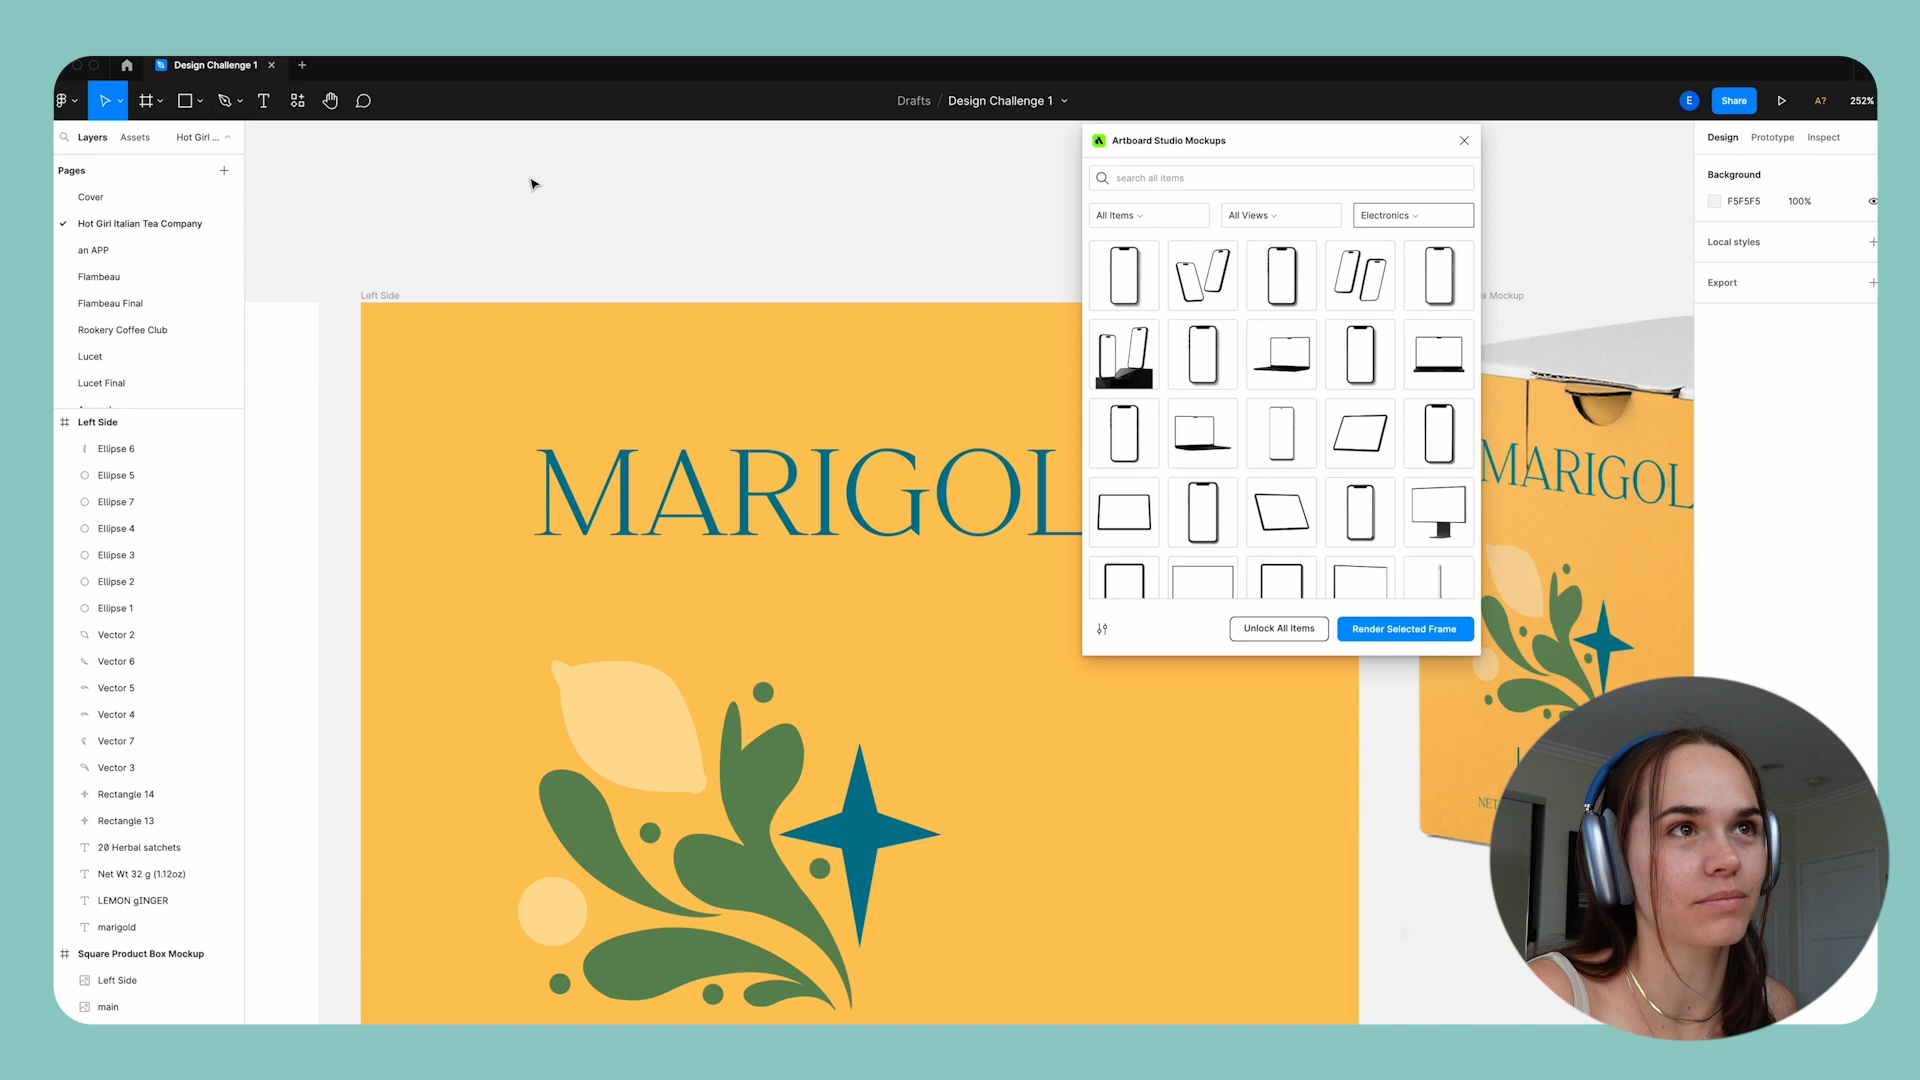 Design Challenge 1
Drafts / Design Challenge 1
E
Share
A?
252%
Layers
Assets
Hot Girl ...
Pages
Cover
Hot Girl Italian Tea Company
an APP
Flambeau
Flambeau Final
Rookery Coffee Club
Lucet
Lucet Final
Left Side
Ellipse 6
Ellipse 5
Ellipse 7
Ellipse 4
Ellipse 3
Ellipse 2
Ellipse 1
Vector 2
Vector 6
Vector 5
Vector 4
Vector 7
Vector 3
Rectangle 14
Rectangle 13
20 Herbal satchets
Net Wt 32 g (1.12oz)
LEMON gINGER
marigold
Square Product Box Mockup
Left Side
main
Left Side
MARIGOL
Artboard Studio Mockups
search all items
All Items
All Views
Electronics
Unlock All Items
Render Selected Frame
x Mockup
MARIGOL
NET
Design
Prototype
Inspect
Background
F5F5F5
100%
Local styles
Export